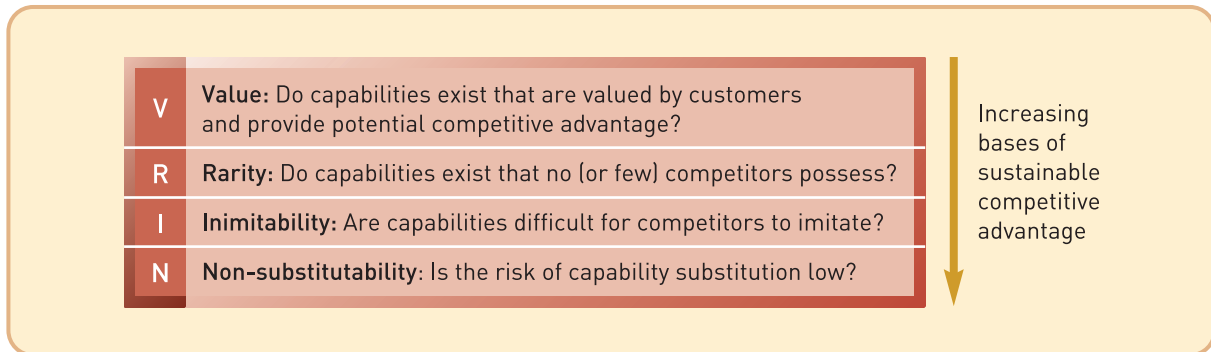 V
Value: Do capabilities exist that are valued by customers
and provide potential competitive advantage?
R
Rarity: Do capabilities exist that no (or few) competitors possess?
I
Inimitability: Are capabilities difficult for competitors to imitate?
N
Non-substitutability: Is the risk of capability substitution low?
Increasing
bases of
sustainable
competitive
advantage